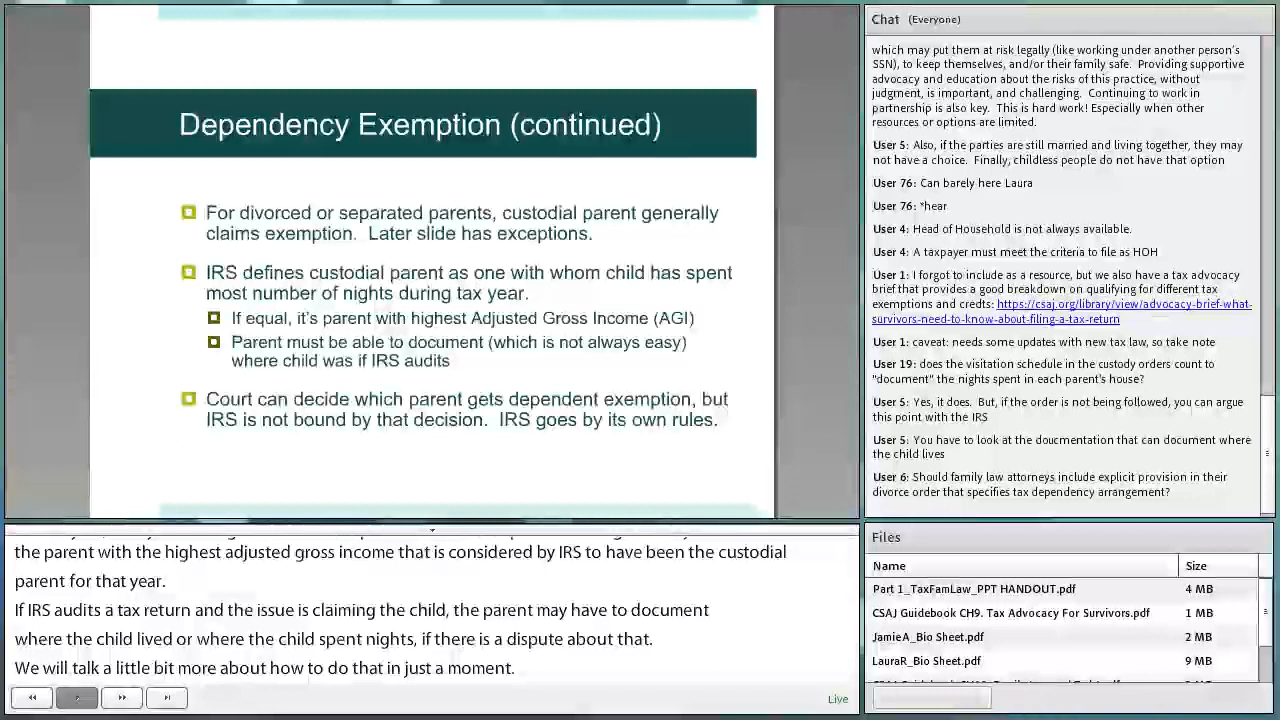 Dependency Exemption (continued)
For divorced or separated parents, custodial parent generally
claims exemption.  Later slide has exceptions.
IRS defines custodial parent as one with whom child has spent
most number of nights during tax year.
If equal, it's parent with highest Adjusted Gross Income (AGI)
Parent must be able to document (which is not always easy)
where child was if IRS audits
Court can decide which parent gets dependent exemption, but
IRS is not bound by that decision.  IRS goes by its own rules.
the parent with the highest adjusted gross income that is considered by IRS to have been the custodial
parent for that year.
If IRS audits a tax return and the issue is claiming the child, the parent may have to document
where the child lived or where the child spent nights, if there is a dispute about that.
We will talk a little bit more about how to do that in just a moment.
Live
Chat (Everyone)
which may put them at risk legally (like working under another person's
SSN), to keep themselves, and/or their family safe.  Providing supportive
advocacy and education about the risks of this practice, without
judgment, is important, and challenging.  Continuing to work in
partnership is also key.  This is hard work! Especially when other
resources or options are limited.
User 5: Also, if the parties are still married and living together, they may
not have a choice.  Finally, childless people do not have that option
User 76: Can barely here Laura
User 76: *hear
User 4: Head of Household is not always available.
User 4: A taxpayer must meet the criteria to file as HOH
User 1: I forgot to include as a resource, but we also have a tax advocacy
brief that provides a good breakdown on qualifying for different tax
exemptions and credts: https://csaj.org/library/view/advocacy-brief-what-
survivors-need-to-know-about-filing-a-tax-return
User 1: caveat: needs some updates with new tax law, so take note
User 19: does the visitation schedule in the custody orders count to
"document" the nights spent in each parent's house?
User 5: Yes, it does.  But, if the order is not being followed, you can argue
this point with the IRS
User 5: You have to look at the doucmentation that can document where
the child lives
User 6: Should family law attorneys include explicit provision in their
divorce order that specifies tax dependency arrangement?
Files
Name Size
Part 1_TaxFamLaw_PPT HANDOUT.pdf 4 MB
CSAJ Guidebook CH9. Tax Advocacy For Survivors.pdf 1 MB
JamieA_Bio Sheet.pdf 2 MB
LauraR_Bio Sheet.pdf 9 MB